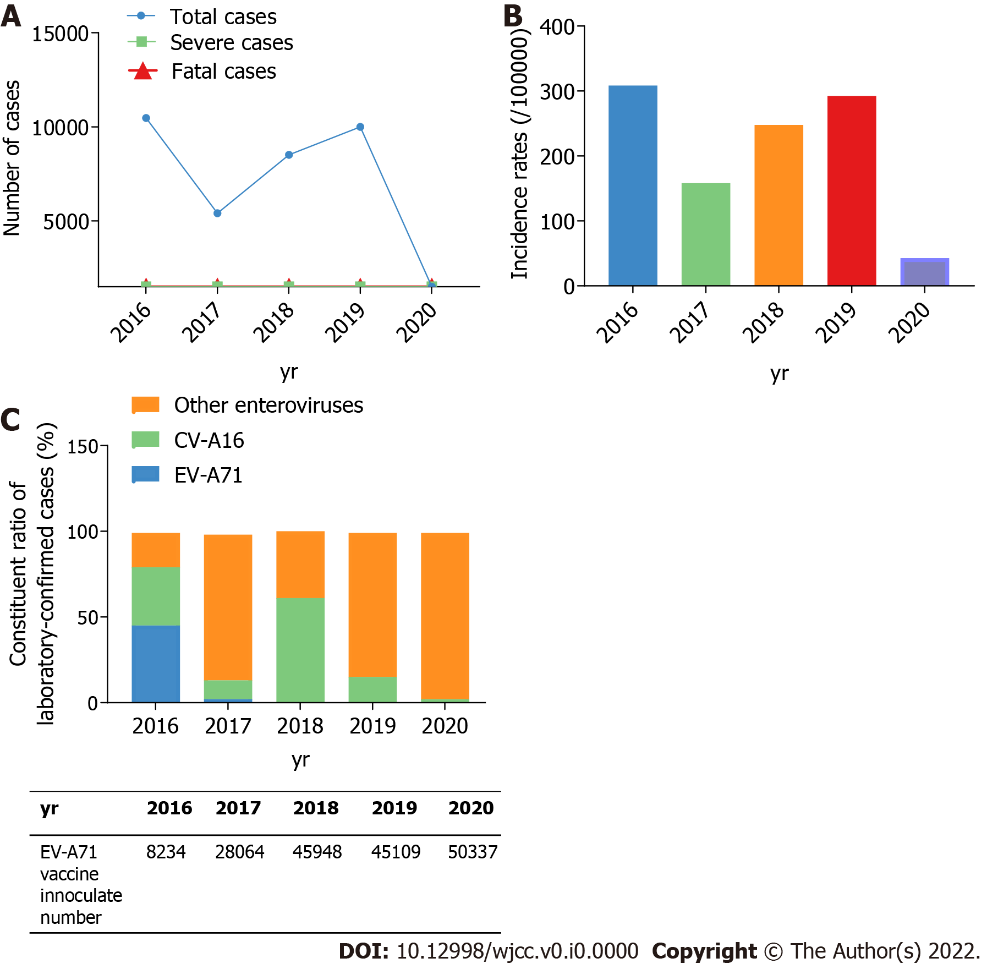 A
Total cases
Severe cases
Fatal cases
15000
10000
5000
Number of cases
2016
2017
2018
2019
2020
yr
B
400
300
200
100
0
Incidence rates (/100000)
2016
2017
2018
2019
2020
yr
C
Other enteroviruses
CV-A16
EV-A71
150
100
50
0
Constituent ratio of
laboratory-confirmed cases (%)
2016 2017 2018 2019 2020
yr
yr 2016 2017 2018 2019 2020
EV-A71 8234 28064 45948 45109 50337
vaccine
innoculate
number
DOI: 10.12998/wjcc.v0.i0.0000 Copyright © The Author(s) 2022.